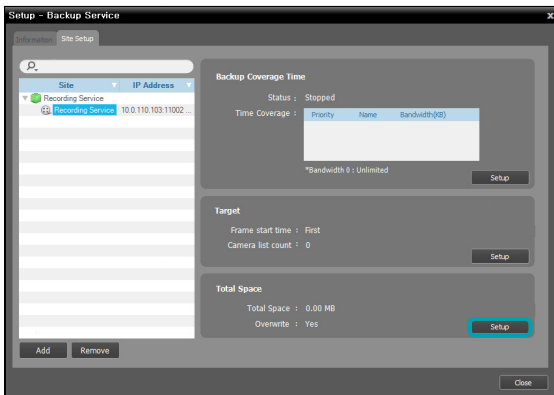 Setup - Backup Service
x
Information
Site Setup
Site
IP Address
Recording Service
Recording Service
10.0.110.103:11002 ...
Backup Coverage Time
Status : Stopped
Time Coverage :
Priority
Name
Bandwidth(KB)
*Bandwidth 0 : Unlimited
Setup
Target
Frame start time : First
Camera list count : 0
Setup
Total Space
Total Space : 0.00 MB
Overwrite : Yes
Setup
Add
Remove
Close